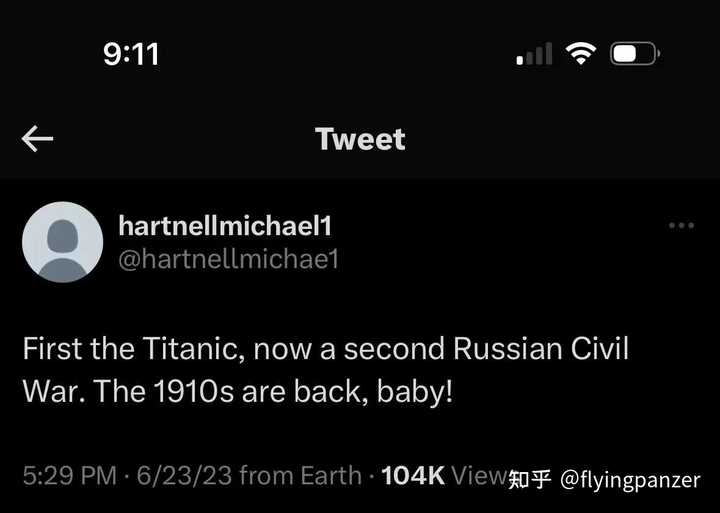 9:11
Tweet
hartnellmichael1
@hartnellmichae1
First the Titanic, now a second Russian Civil
War. The 1910s are back, baby!
5:29 PM · 6/23/23 from Earth · 104K View
知乎 @flyingpanzer